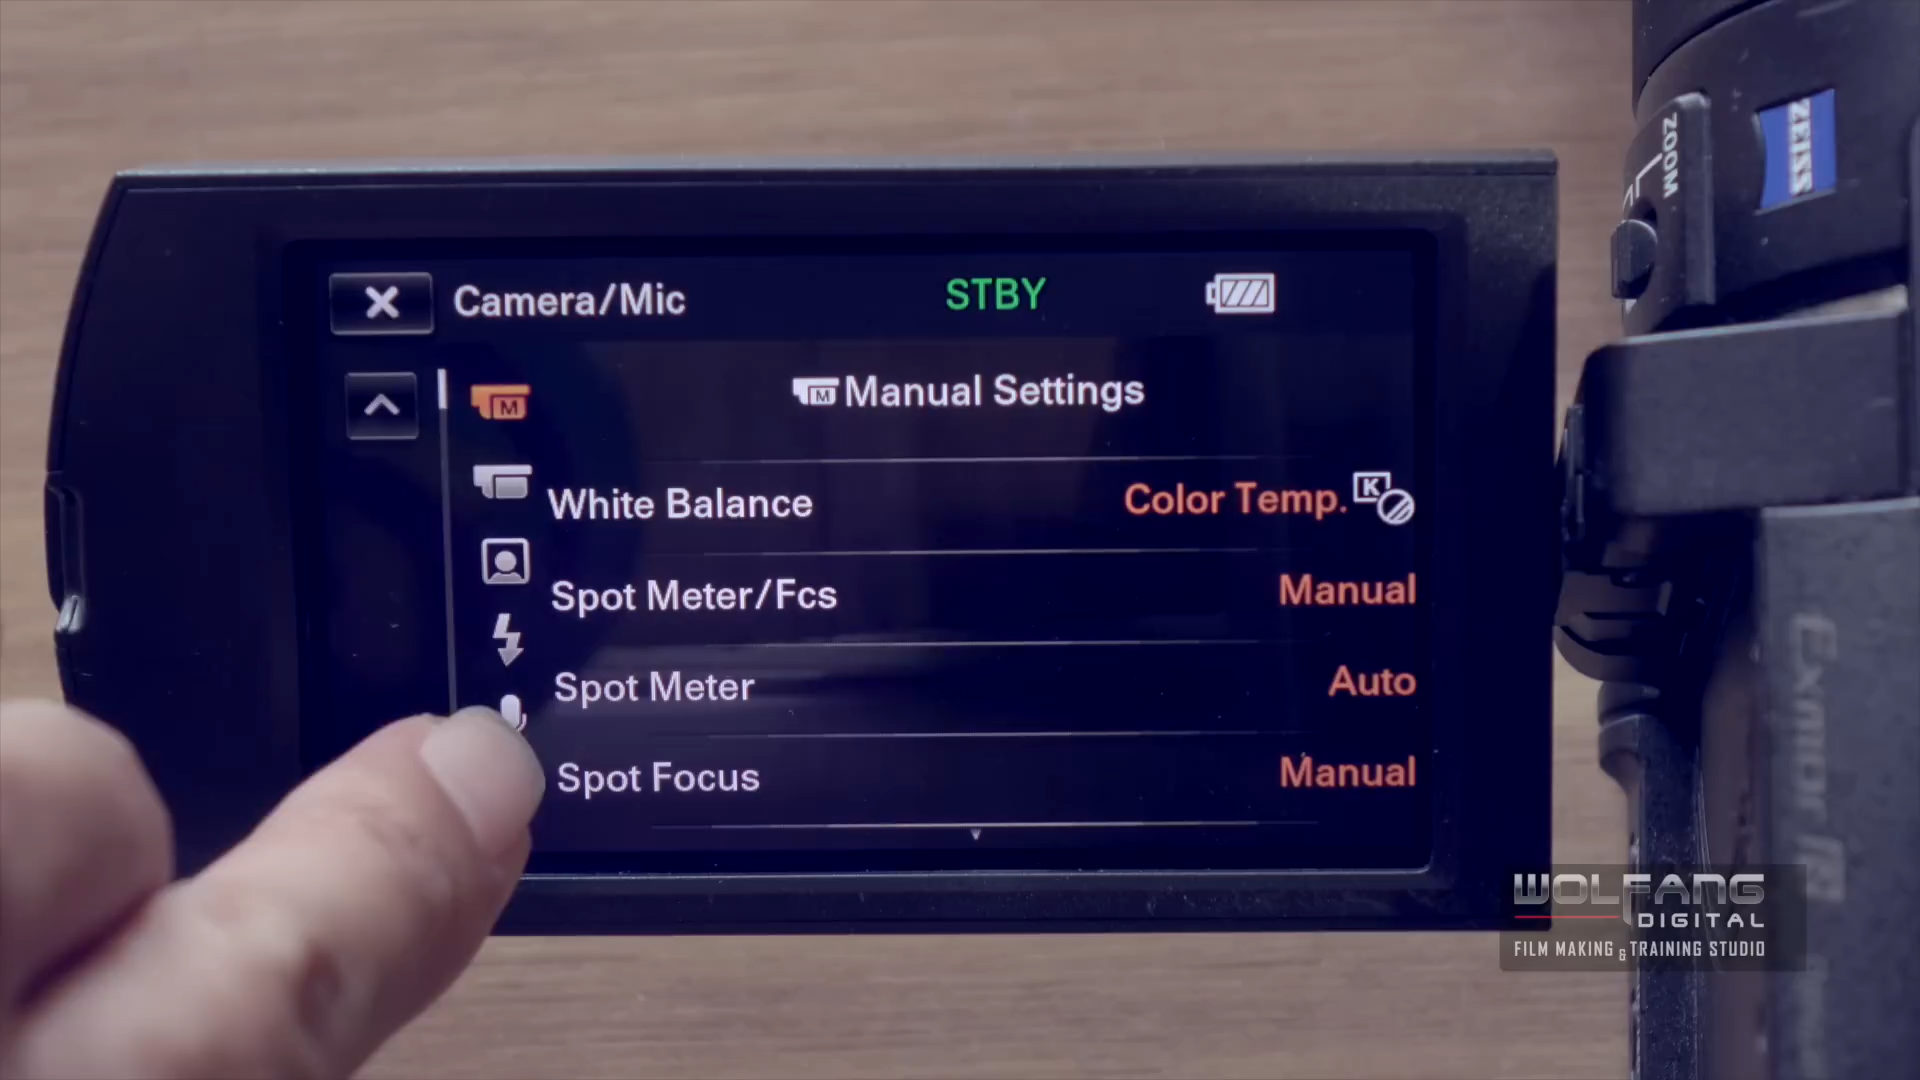 Camera/Mic
STBY
M
M Manual Settings
White Balance
Color Temp. K
Spot Meter/Fcs
Manual
Spot Meter
Auto
Spot Focus
Manual
ZOOM
ZEISS
Exmor R
WOLFANG
DIGITAL
FILM MAKING & TRAINING STUDIO